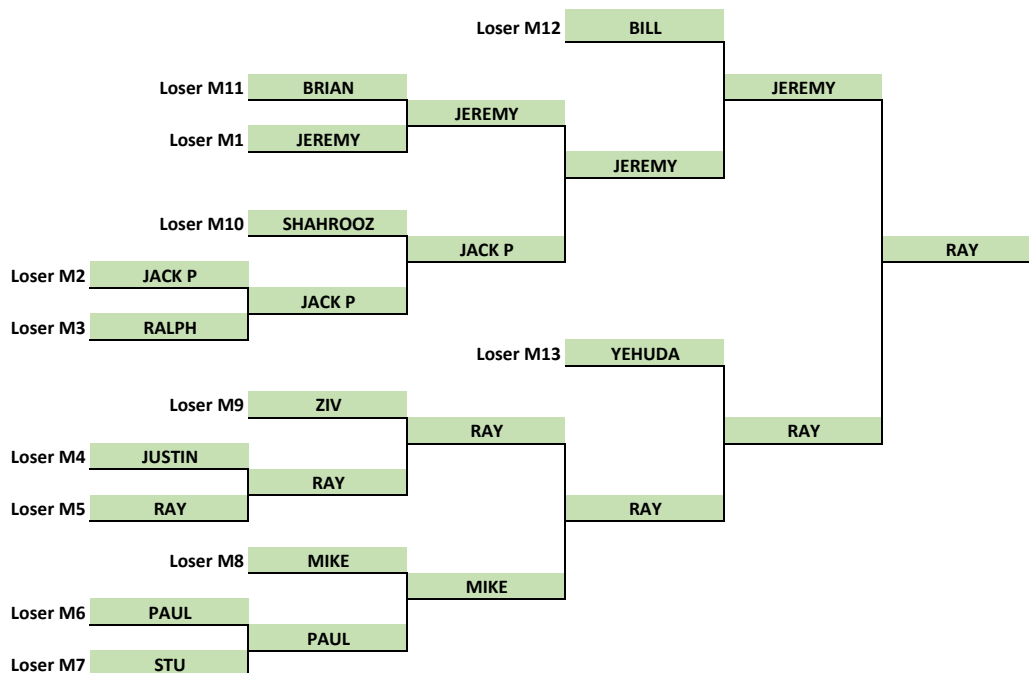 Loser M12 BILL
Loser M11 BRIAN JEREMY
JEREMY
Loser M1 JEREMY
JEREMY
Loser M10 SHAHROOZ
JACK P RAY
Loser M2 JACK P
JACK P
Loser M3 RALPH
Loser M13 YEHUDA
Loser M9 ZIV
RAY RAY
Loser M4 JUSTIN
RAY
Loser M5 RAY
RAY
Loser M8 MIKE
MIKE
Loser M6 PAUL
PAUL
Loser M7 STU